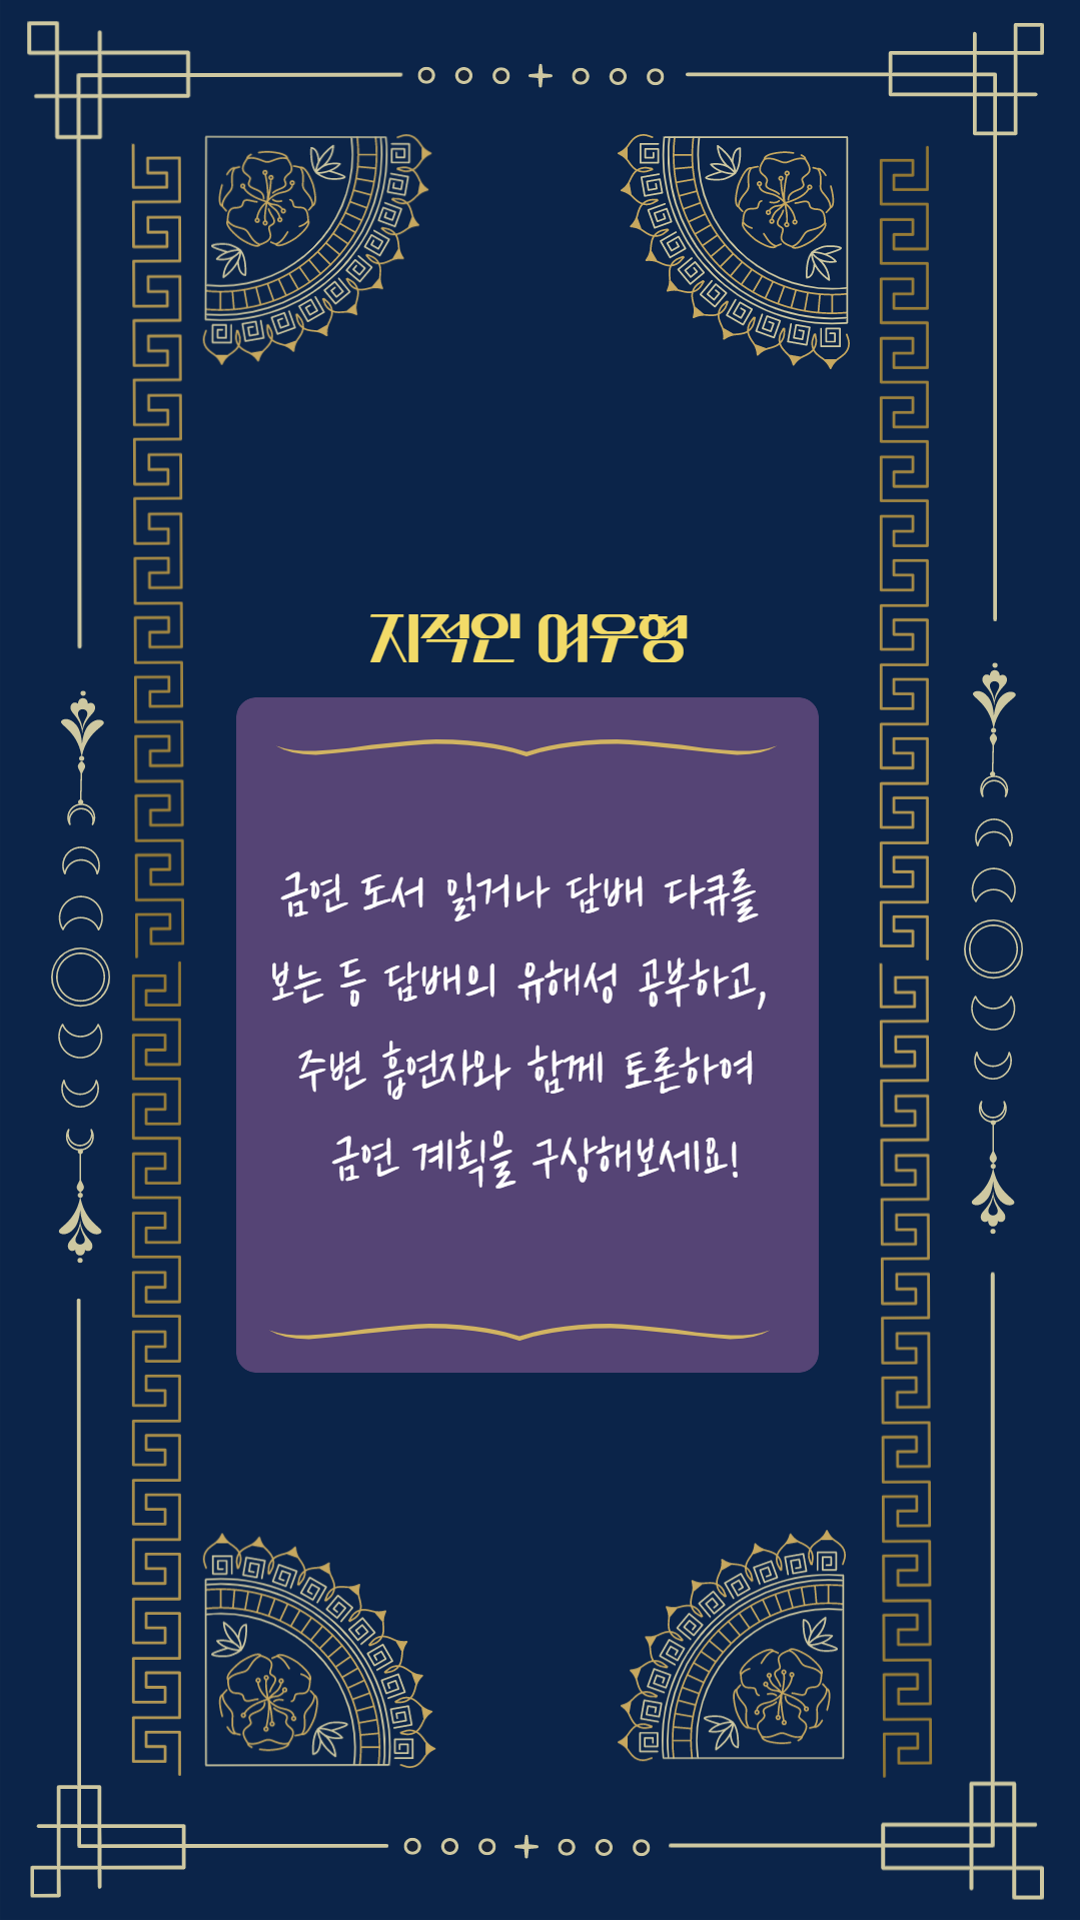 지적인 여우형
금연 도서 읽거나 담배 다큐를
보는 등 담배의 유해성 공부하고,
주변 흡연자와 함께 토론하여
금연 계획을 구상해보세요!